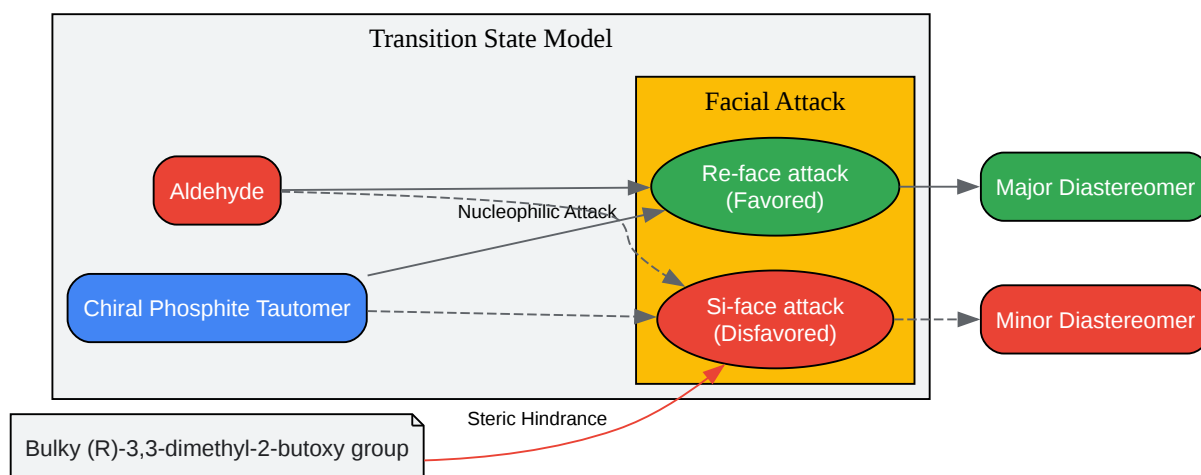 Transition State Model
Facial Attack
Aldehyde
Re-face attack
(Favored)
Major Diastereomer
Nucleophilic Attack
Chiral Phosphite Tautomer
Si-face attack
(Disfavored)
Minor Diastereomer
Steric Hindrance
Bulky (R)-3,3-dimethyl-2-butoxy group